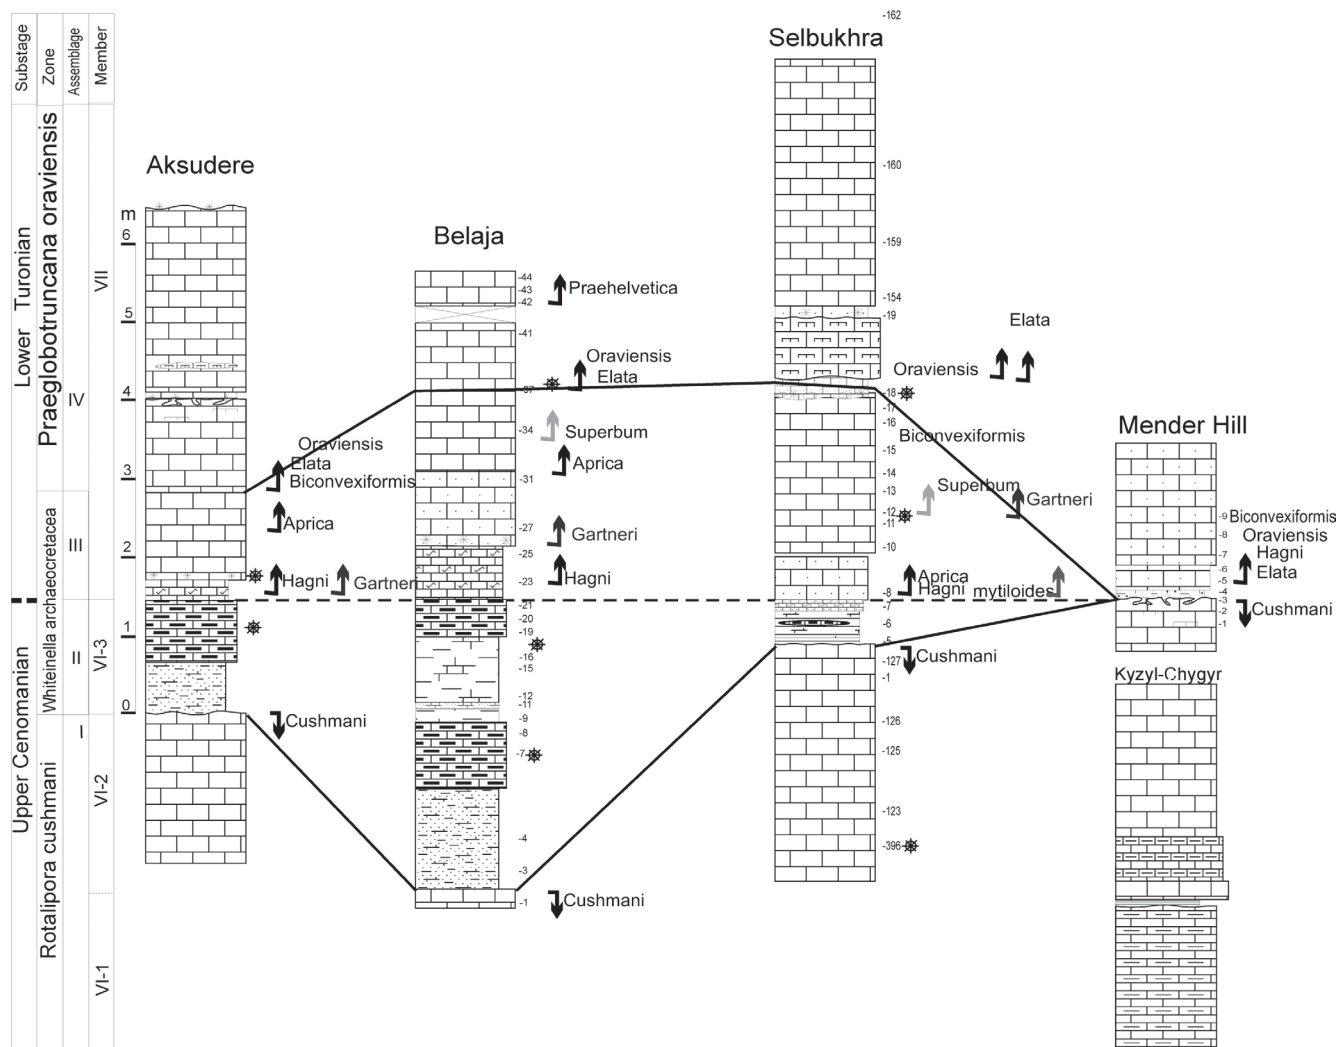 Substage
Zone
Assemblage
Member
Lower Turonian
Upper Cenomanian
Praeglobotruncana oraviensis
Whiteinella archaeocretacea
Rotalipora cushmani
IV
III
II
I
VII
VI-3
VI-2
VI-1
Aksudere
m
6
5
4
3
2
1
0
Oraviensis
Elata
Biconvexiformis
Aprica
Hagni
Gartneri
Cushmani
Belaja
-44
-43
-42
-41
-37
-34
-31
-27
-25
-23
-21
-20
-19
-16
-15
-12
-11
-9
-8
-7
-4
-3
-1
Praehelvetica
Oraviensis
Elata
Superbum
Aprica
Gartneri
Hagni
Cushmani
Selbukhra
-162
-160
-159
-154
-19
-18
-17
-16
-15
-14
-13
-12
-11
-10
-8
-7
-6
-5
-127
-1
-126
-125
-123
-396
Elata
Oraviensis
Biconvexiformis
Superbum
Gartneri
Aprica
Hagni
mytiloides
Cushmani
Mender Hill
-9
-8
-7
-6
-5
-4
-3
-2
-1
Biconvexiformis
Oraviensis
Hagni
Elata
Cushmani
Kyzyl-Chygyr